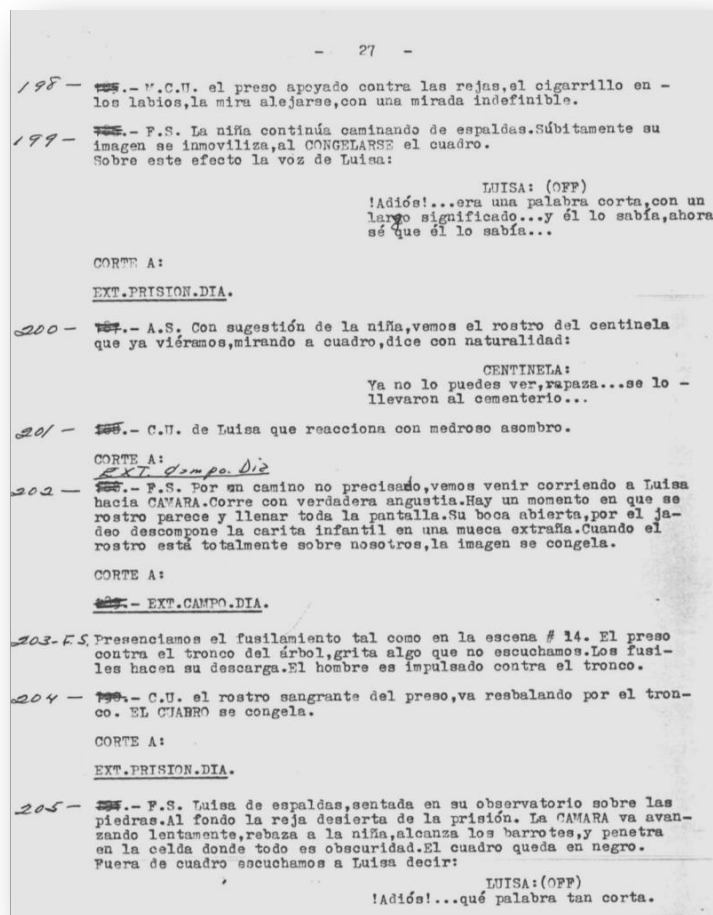 - 27 -
198 - M.C.U. el preso apoyado contra las rejas,el cigarrillo en -
los labios,la mira alejarse,con una mirada indefinible.
199 - F.S. La niña continúa caminando de espaldas.Súbitamente su
imagen se inmoviliza,al CONGELARSE el cuadro.
Sobre este efecto la voz de Luisa:
LUISA: (OFF)
!Adiós!...era una palabra corta,con un
largo significado...y él lo sabía,ahora
sé que él lo sabía...
CORTE A:
EXT.PRISION.DIA.
200 - A.S. Con sugestión de la niña,vemos el rostro del centinela
que ya viéramos,mirando a cuadro,dice con naturalidad:
CENTINELA:
Ya no lo puedes ver,rapaza...se lo -
llevaron al cementerio...
201 - C.U. de Luisa que reacciona con medroso asombro.
CORTE A:
EXT. Campo. Dia
202 - F.S. Por un camino no precisado,vemos venir corriendo a Luisa
hacia CAMARA.Corre con verdadera angustia.Hay un momento en que se
rostro parece y llenar toda la pantalla.Su boca abierta,por el ja-
deo descompone la carita infantil en una mueca extraña.Cuando el
rostro está totalmente sobre nosotros,la imagen se congela.
CORTE A:
- EXT.CAMPO.DIA.
203-F.S. Presenciamos el fusilamiento tal como en la escena # 14. El preso
contra el tronco del árbol,grita algo que no escuchamos.Los fusi-
les hacen su descarga.El hombre es impulsado contra el tronco.
204 - C.U. el rostro sangrante del preso,va resbalando por el tron-
co. EL CUABRO se congela.
CORTE A:
EXT.PRISION.DIA.
205 - F.S. Luisa de espaldas,sentada en su observatorio sobre las
piedras.Al fondo la reja desierta de la prisión. La CAMARA va avan-
zando lentamente,rebaza a la niña,alcanza los barrotes,y penetra
en la celda donde todo es obscuridad.El cuadro queda en negro.
Fuera de cuadro escuchamos a Luisa decir:
LUISA:(OFF)
!Adiós!...qué palabra tan corta.